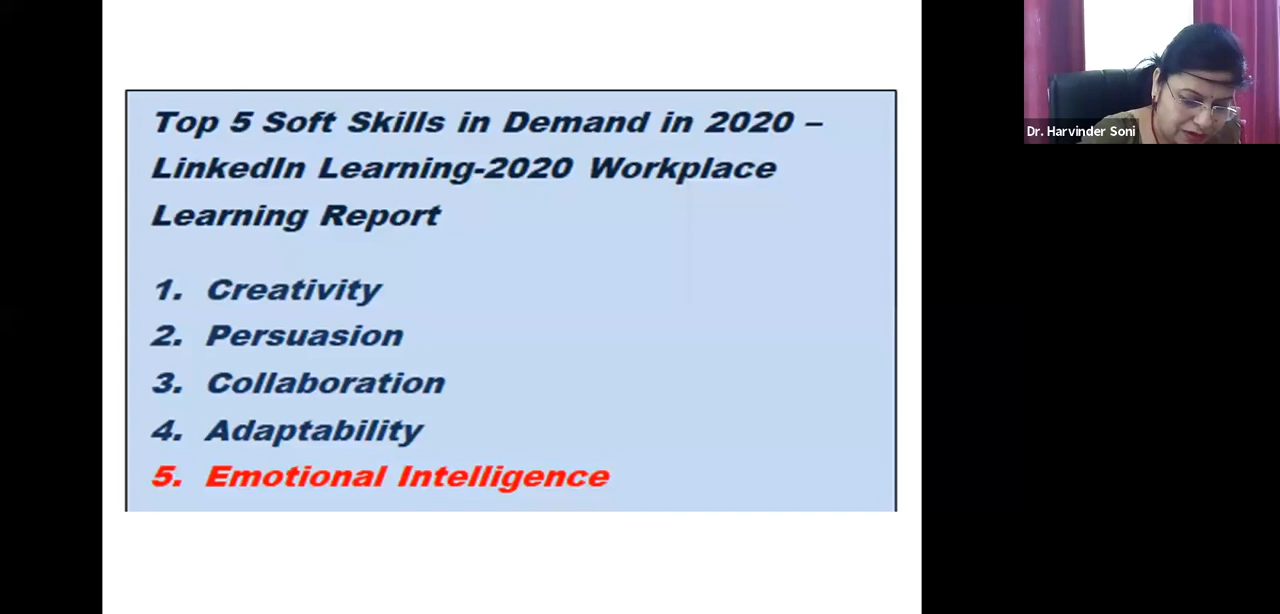 Top 5 Soft Skills in Demand in 2020 –
LinkedIn Learning-2020 Workplace
Learning Report
1. Creativity
2. Persuasion
3. Collaboration
4. Adaptability
5. Emotional Intelligence
Dr. Harvinder Soni